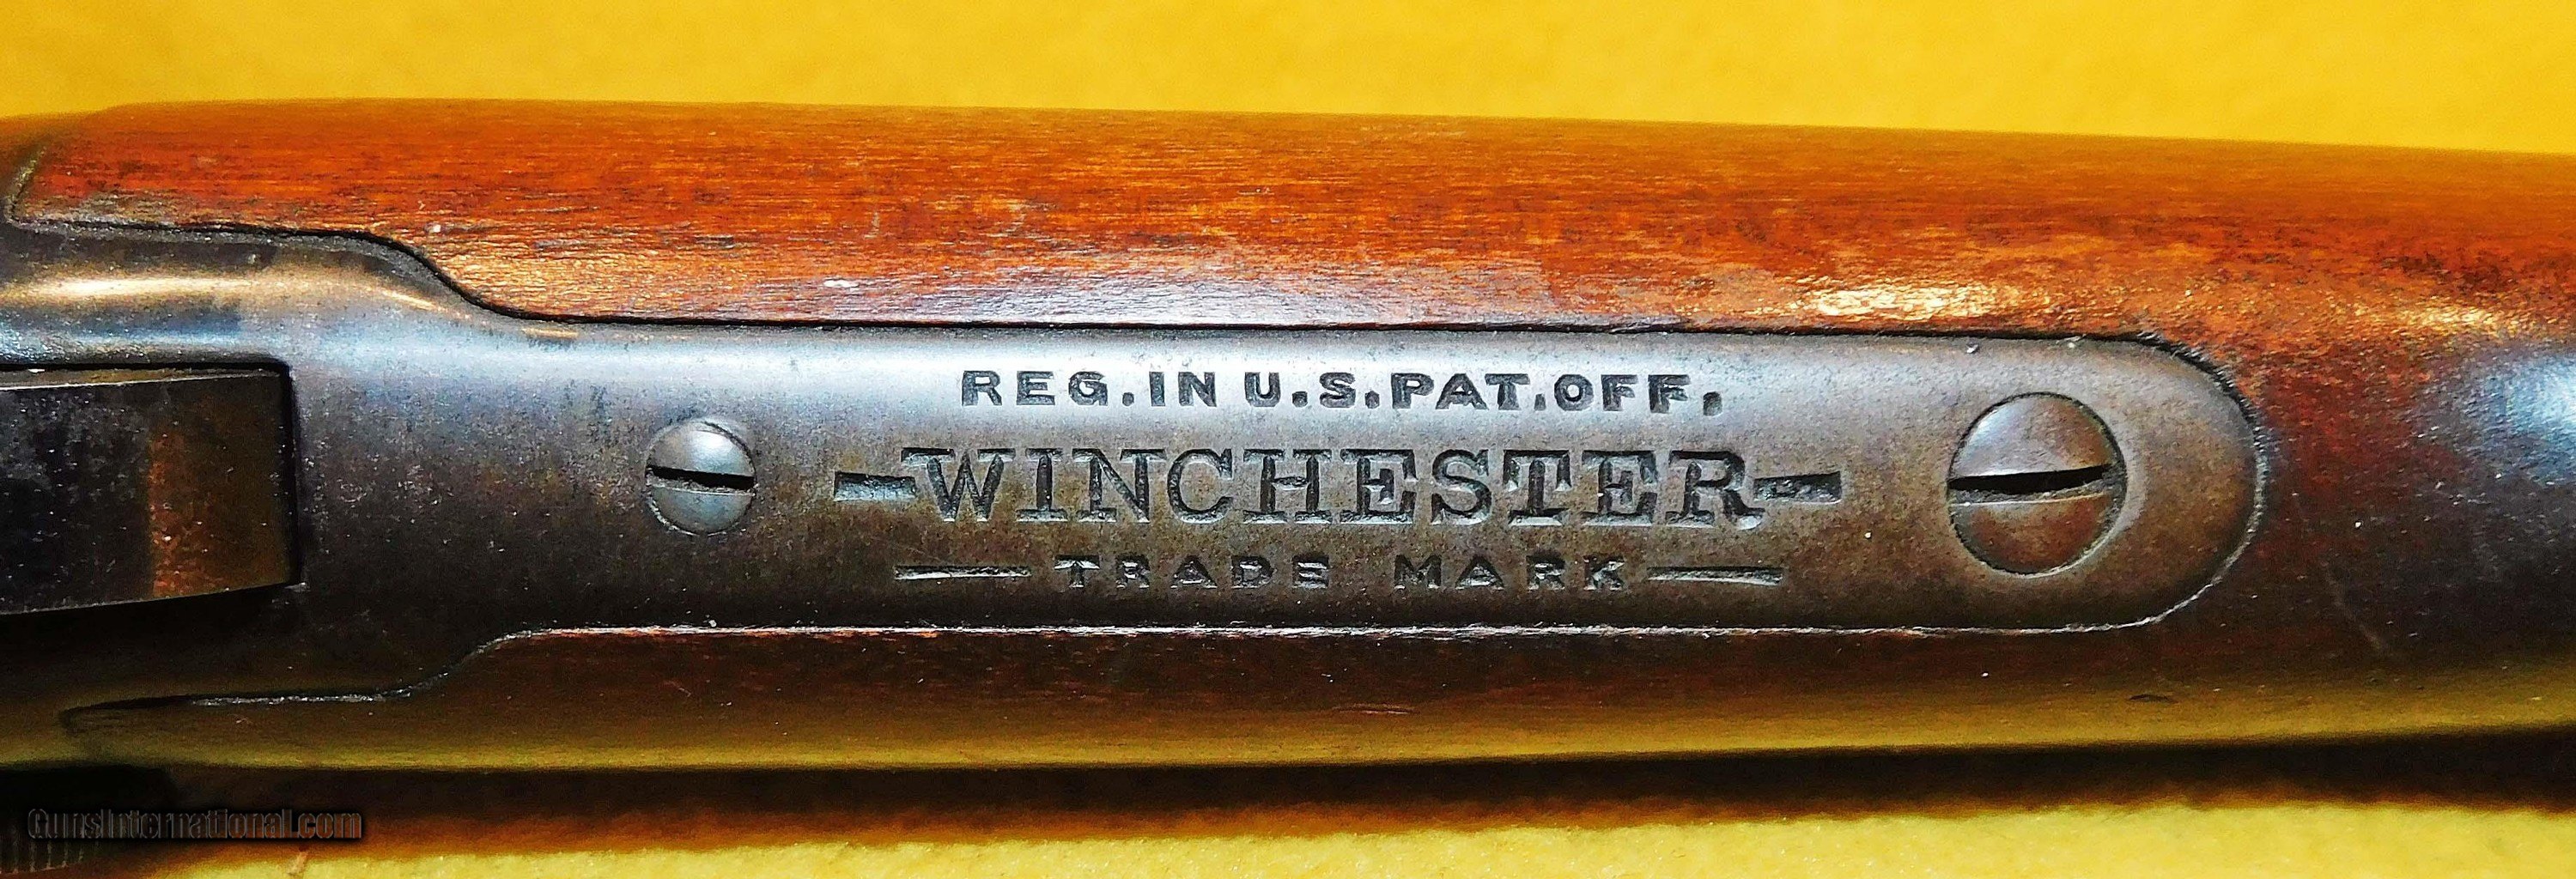 REG. IN U.S. PAT. OFF.
-WINCHESTER-
— TRADE MARK —
GunsInternational.com